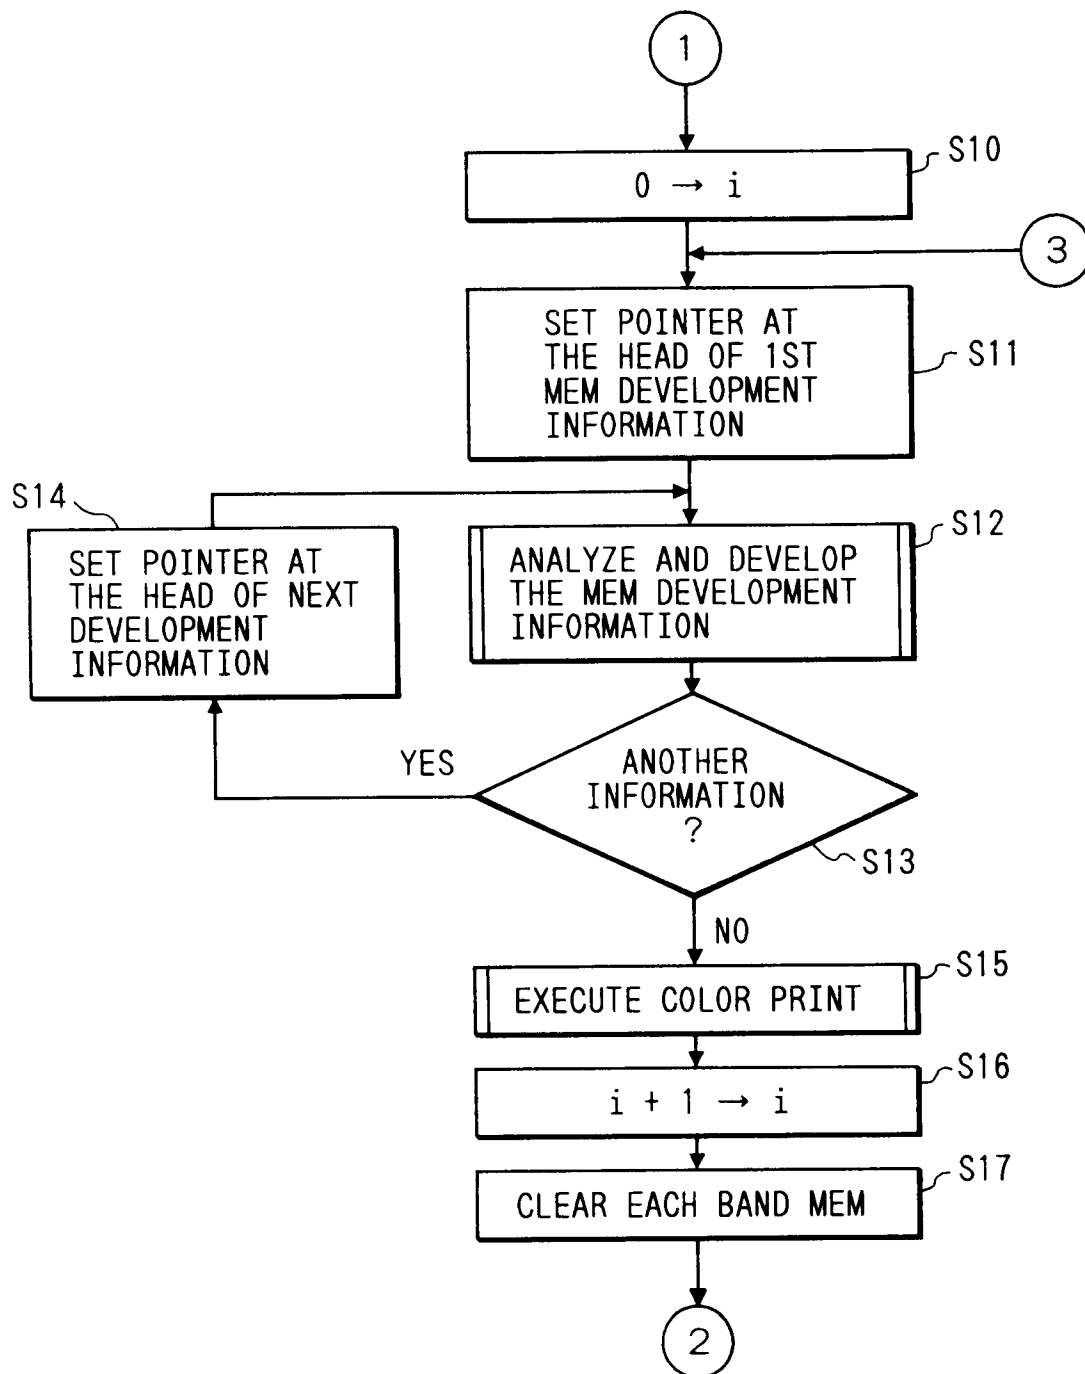 1
S10
0 → i
3
SET POINTER AT
THE HEAD OF 1ST
MEM DEVELOPMENT
INFORMATION
S11
S14
SET POINTER AT
THE HEAD OF NEXT
DEVELOPMENT
INFORMATION
S12
ANALYZE AND DEVELOP
THE MEM DEVELOPMENT
INFORMATION
YES
ANOTHER
INFORMATION
?
S13
NO
S15
EXECUTE COLOR PRINT
S16
i + 1 → i
S17
CLEAR EACH BAND MEM
2